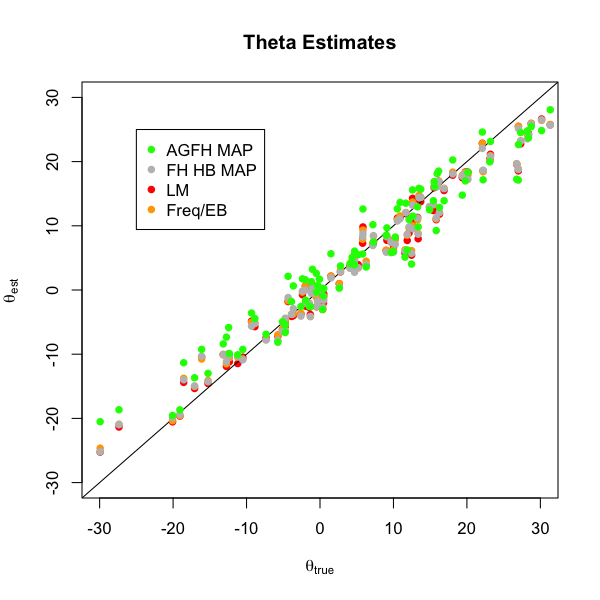 Theta Estimates
30
20
10
0
-10
-20
-30
θest
AGFH MAP
FH HB MAP
LM
Freq/EB
-30 -20 -10 0 10 20 30
θtrue